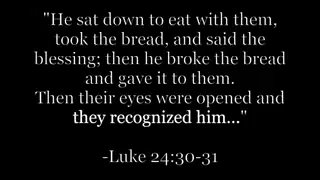 "He sat down to eat with them,
took the bread, and said the
blessing; then he broke the bread
and gave it to them.
Then their eyes were opened and
they recognized him..."
-Luke 24:30-31